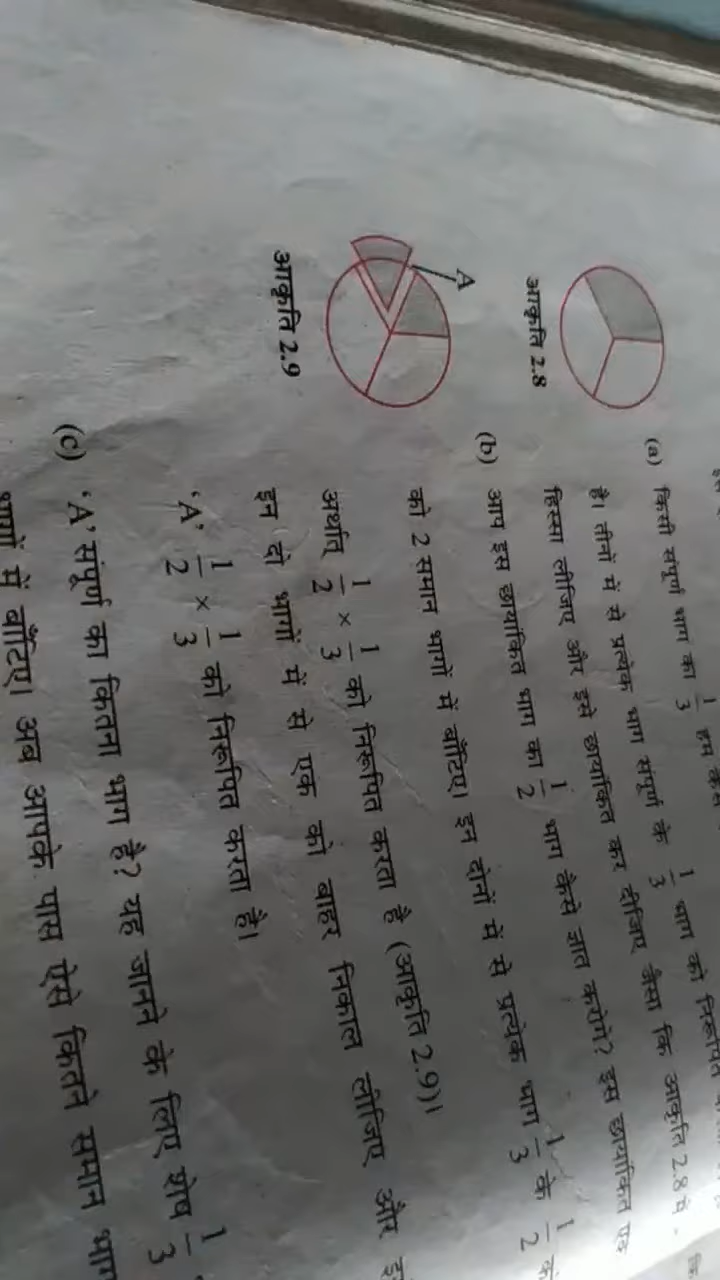 (a) किसी संपूर्ण भाग का 1/3 हम
है। तीनों में से प्रत्येक भाग संपूर्ण के 1/3 भाग को निरूपित
हिस्सा लीजिए और इसे छायांकित कर दीजिए जैसा कि आकृति 2.8 में
(b) आप इस छायांकित भाग का 1/2 भाग कैसे ज्ञात करोगे? इस छायांकित
को 2 समान भागों में बाँटिए। इन दोनों में से प्रत्येक भाग 1/3 के 1/2
अर्थात् 1/2 × 1/3 को निरूपित करता है (आकृति 2.9)।
इन दो भागों में से एक को बाहर निकाल लीजिए और
'A' 1/2 × 1/3 को निरूपित करता है।
(c) 'A' संपूर्ण का कितना भाग है? यह जानने के लिए शेष 1/3
भागों में बाँटिए। अब आपके पास ऐसे कितने समान भाग
आकृति 2.8
A
आकृति 2.9